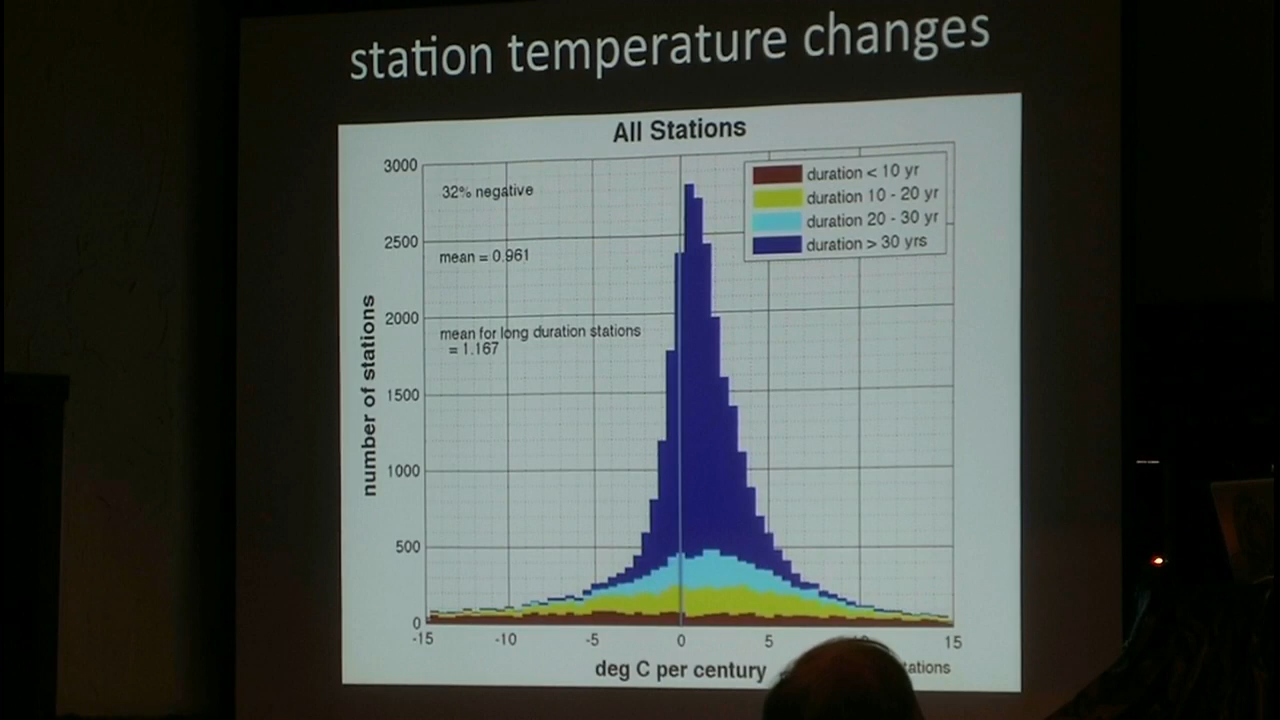 station temperature changes
All Stations
3000
2500
2000
1500
1000
500
0
number of stations
32% negative
mean = 0.961
mean for long duration stations
= 1.167
duration < 10 yr
duration 10 - 20 yr
duration 20 - 30 yr
duration > 30 yrs
-15 -10 -5 0 5 15
deg C per century